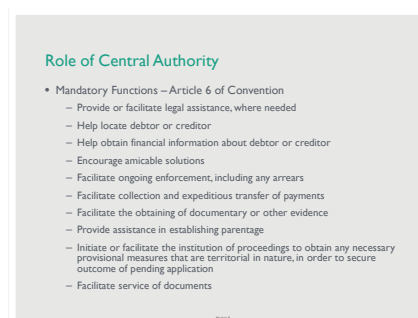 Role of Central Authority
• Mandatory Functions – Article 6 of Convention
– Provide or facilitate legal assistance, where needed
– Help locate debtor or creditor
– Help obtain financial information about debtor or creditor
– Encourage amicable solutions
– Facilitate ongoing enforcement, including any arrears
– Facilitate collection and expeditious transfer of payments
– Facilitate the obtaining of documentary or other evidence
– Provide assistance in establishing parentage
– Initiate or facilitate the institution of proceedings to obtain any necessary
provisional measures that are territorial in nature, in order to secure
outcome of pending application
– Facilitate service of documents